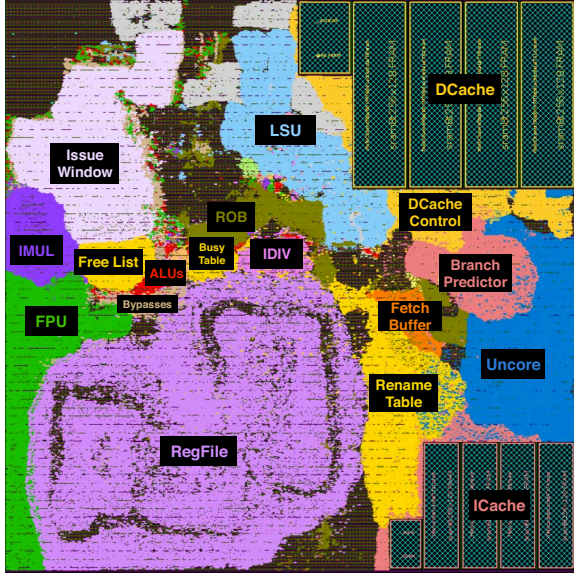 DCache
LSU
Issue
Window
ROB
DCache
Control
IMUL
Free List
Busy
Table
IDIV
ALUs
Branch
Predictor
Bypasses
FPU
Fetch
Buffer
Uncore
Rename
Table
RegFile
ICache